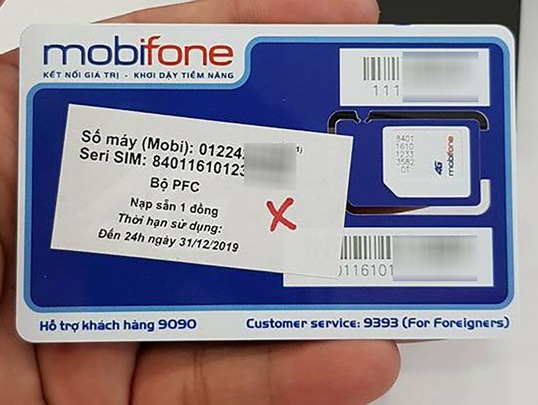 mobifone
KẾT NỐI GIÁ TRỊ - KHƠI DẬY TIỀM NĂNG
111
Số máy (Mobi): 01224
Seri SIM: 84011610123
Bộ PFC
Nạp sẵn 1 đồng
Thời hạn sử dụng:
Đến 24h ngày 31/12/2019
X
8401
1610
1233
3582
0T
4G
mobifone
0116101
Hỗ trợ khách hàng 9090
Customer service: 9393 (For Foreigners)